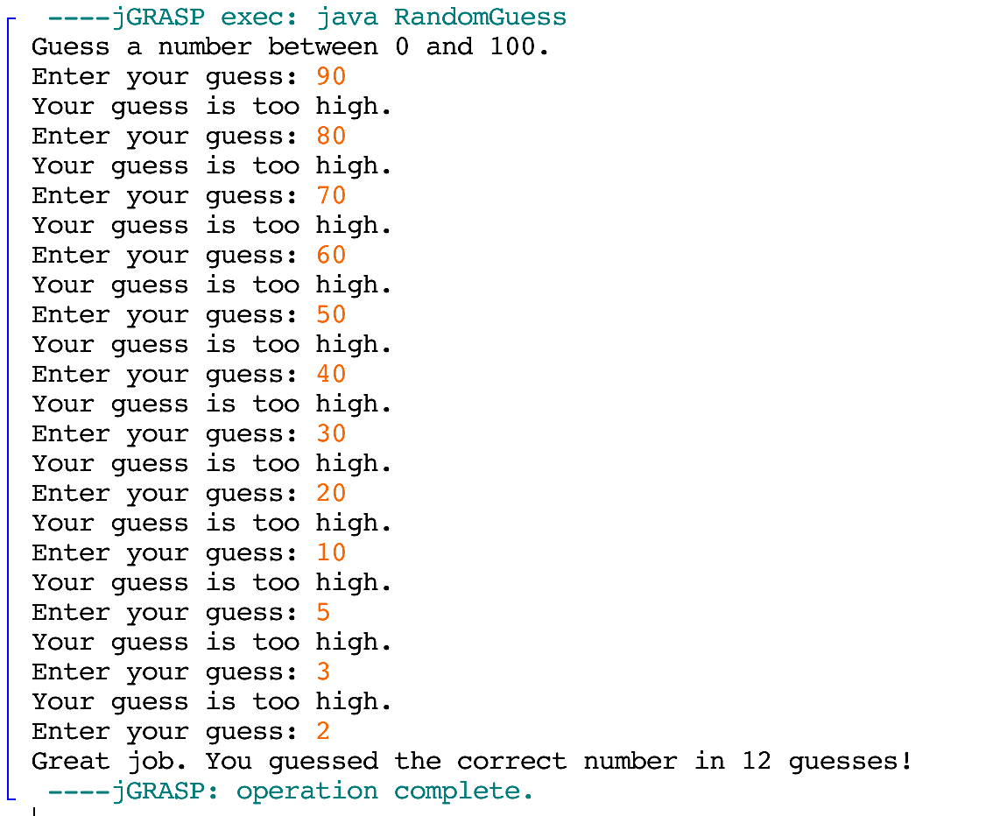 ----jGRASP exec: java RandomGuess
Guess a number between 0 and 100.
Enter your guess: 90
Your guess is too high.
Enter your guess: 80
Your guess is too high.
Enter your guess: 70
Your guess is too high.
Enter your guess: 60
Your guess is too high.
Enter your guess: 50
Your guess is too high.
Enter your guess: 40
Your guess is too high.
Enter your guess: 30
Your guess is too high.
Enter your guess: 20
Your guess is too high.
Enter your guess: 10
Your guess is too high.
Enter your guess: 5
Your guess is too high.
Enter your guess: 3
Your guess is too high.
Enter your guess: 2
Great job. You guessed the correct number in 12 guesses!
----jGRASP: operation complete.